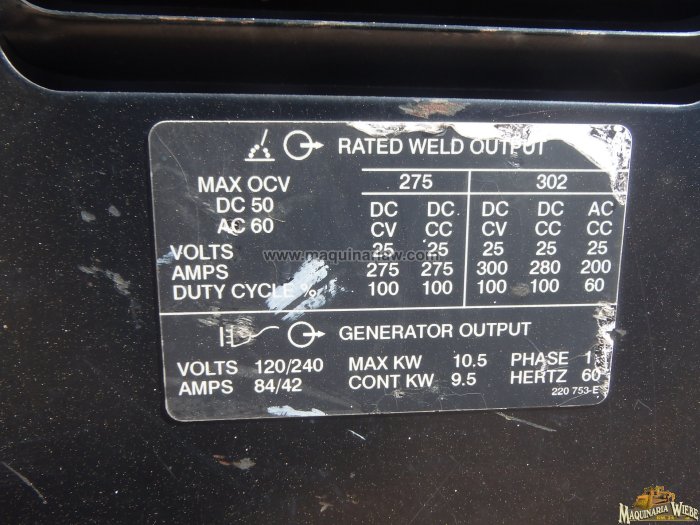 RATED WELD OUTPUT
MAX OCV 275 302
DC 50 DC DC DC DC AC
AC 60 CV CC CV CC CC
VOLTS 25 25 25 25 25
AMPS 275 275 300 280 200
DUTY CYCLE % 100 100 100 100 60
www.maquinariaw.com
GENERATOR OUTPUT
VOLTS 120/240 MAX KW 10.5 PHASE 1
AMPS 84/42 CONT KW 9.5 HERTZ 60
220 753-E
MAQUINARIA WIEBE